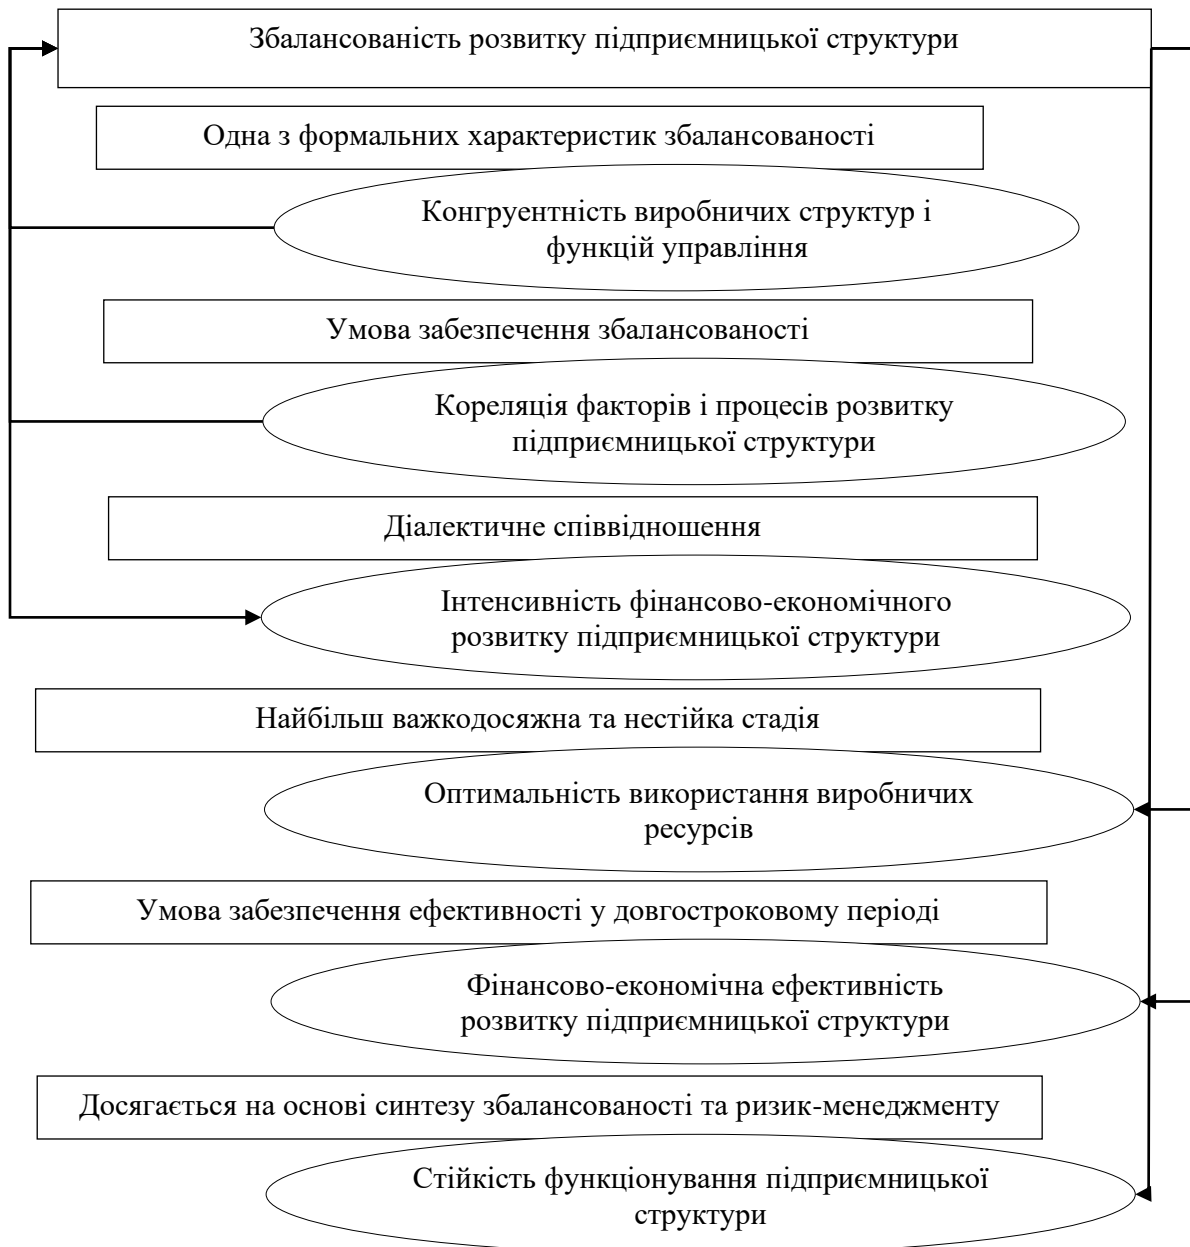 Збалансованість розвитку підприємницької структури
Одна з формальних характеристик збалансованості
Конгруентність виробничих структур і
функцій управління
Умова забезпечення збалансованості
Кореляція факторів і процесів розвитку
підприємницької структури
Діалектичне співвідношення
Інтенсивність фінансово-економічного
розвитку підприємницької структури
Найбільш важкодосяжна та нестійка стадія
Оптимальність використання виробничих
ресурсів
Умова забезпечення ефективності у довгостроковому періоді
Фінансово-економічна ефективність
розвитку підприємницької структури
Досягається на основі синтезу збалансованості та ризик-менеджменту
Стійкість функціонування підприємницької
структури